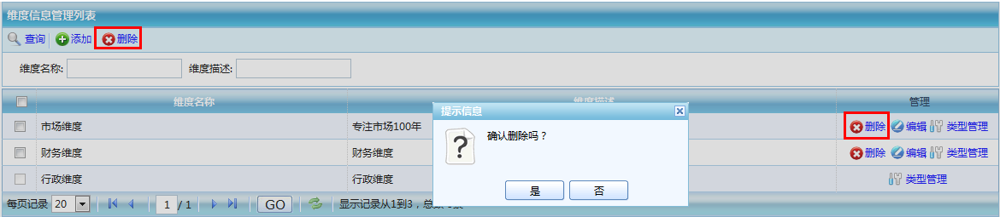 维度信息管理列表
查询 添加 删除
维度名称: 维度描述:
维度名称 维度描述 管理
市场维度 专注市场100年 删除 编辑 类型管理
财务维度 财务维度 删除 编辑 类型管理
行政维度 行政维度 类型管理
提示信息
确认删除吗？
是 否
每页记录 20 1 / 1 GO 显示记录从1到3，总数